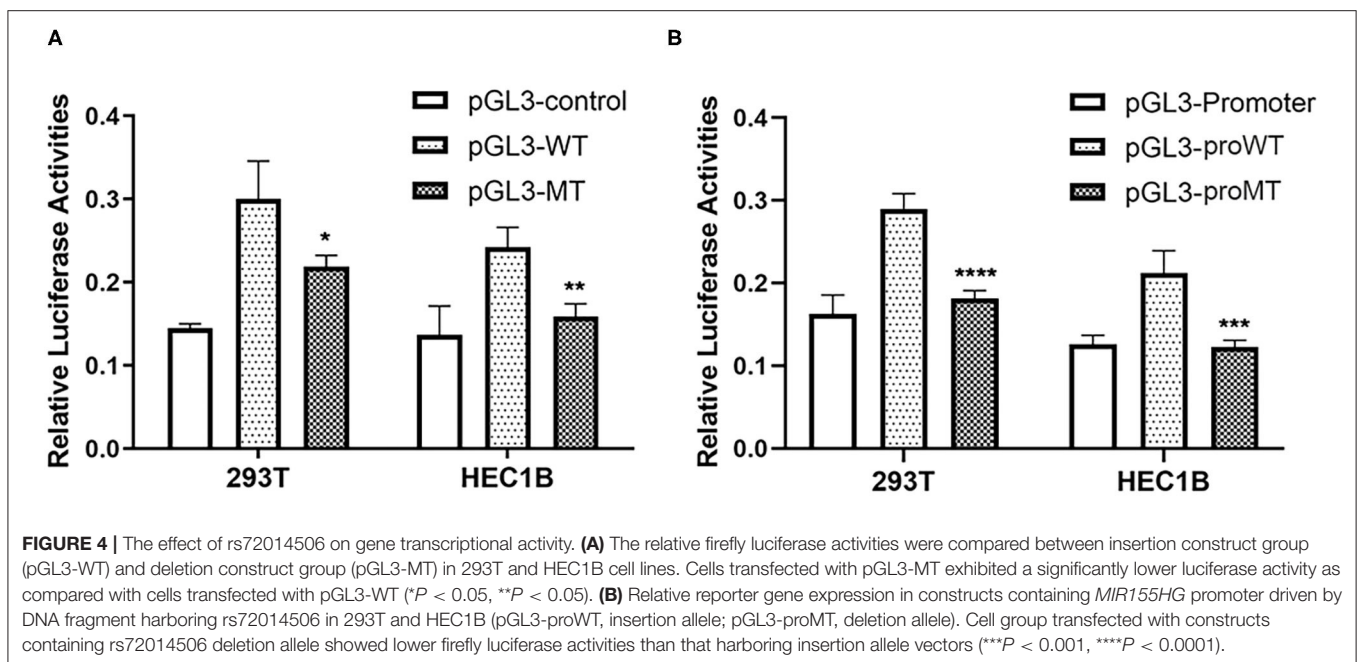 A
Relative Luciferase Activities
0.4
0.3
0.2
0.1
0.0
pGL3-control
pGL3-WT
pGL3-MT
*
**
293T
HEC1B
B
Relative Luciferase Activities
0.4
0.3
0.2
0.1
0.0
pGL3-Promoter
pGL3-proWT
pGL3-proMT
****
***
293T
HEC1B
FIGURE 4 | The effect of rs72014506 on gene transcriptional activity. (A) The relative firefly luciferase activities were compared between insertion construct group
(pGL3-WT) and deletion construct group (pGL3-MT) in 293T and HEC1B cell lines. Cells transfected with pGL3-MT exhibited a significantly lower luciferase activity as
compared with cells transfected with pGL3-WT (*P < 0.05, **P < 0.05). (B) Relative reporter gene expression in constructs containing MIR155HG promoter driven by
DNA fragment harboring rs72014506 in 293T and HEC1B (pGL3-proWT, insertion allele; pGL3-proMT, deletion allele). Cell group transfected with constructs
containing rs72014506 deletion allele showed lower firefly luciferase activities than that harboring insertion allele vectors (***P < 0.001, ****P < 0.0001).